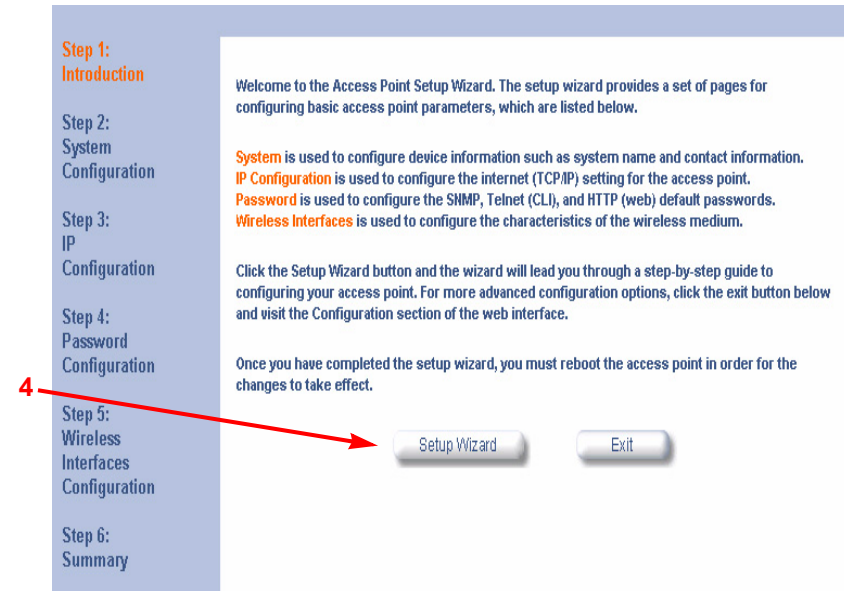 Step 1:
Introduction
Step 2:
System
Configuration
Step 3:
IP
Configuration
Step 4:
Password
Configuration
Step 5:
Wireless
Interfaces
Configuration
Step 6:
Summary
Welcome to the Access Point Setup Wizard. The setup wizard provides a set of pages for
configuring basic access point parameters, which are listed below.
System is used to configure device information such as system name and contact information.
IP Configuration is used to configure the internet (TCP/IP) setting for the access point.
Password is used to configure the SNMP, Telnet (CLI), and HTTP (web) default passwords.
Wireless Interfaces is used to configure the characteristics of the wireless medium.
Click the Setup Wizard button and the wizard will lead you through a step-by-step guide to
configuring your access point. For more advanced configuration options, click the exit button below
and visit the Configuration section of the web interface.
Once you have completed the setup wizard, you must reboot the access point in order for the
changes to take effect.
4
Setup Wizard
Exit